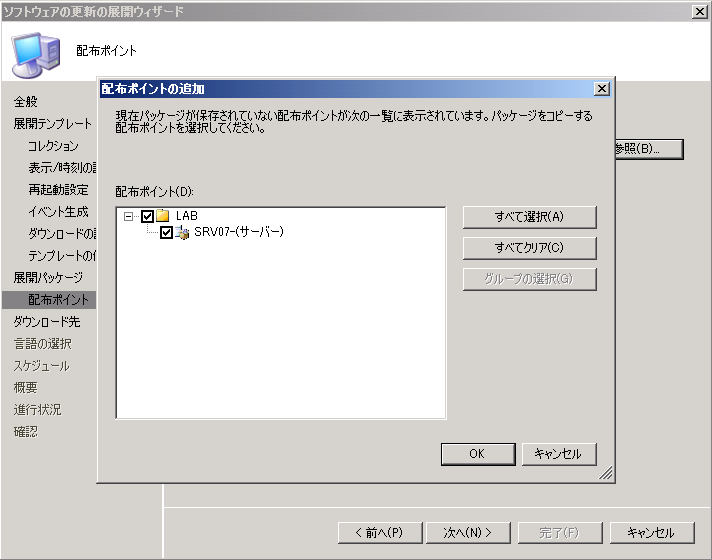 ソフトウェアの更新の展開ウィザード
配布ポイント
全般
展開テンプレート
コレクション
表示/時刻の
再起動設定
イベント生成
ダウンロードの
テンプレートの
展開パッケージ
配布ポイント
ダウンロード先
言語の選択
スケジュール
概要
進行状況
確認
参照(B)...
配布ポイントの追加
現在パッケージが保存されていない配布ポイントが次の一覧に表示されています。パッケージをコピーする
配布ポイントを選択してください。
配布ポイント(D):
LAB
SRV07-(サーバー)
すべて選択(A)
すべてクリア(C)
グループの選択(G)
OK
キャンセル
< 前へ(P)
次へ(N) >
完了(F)
キャンセル